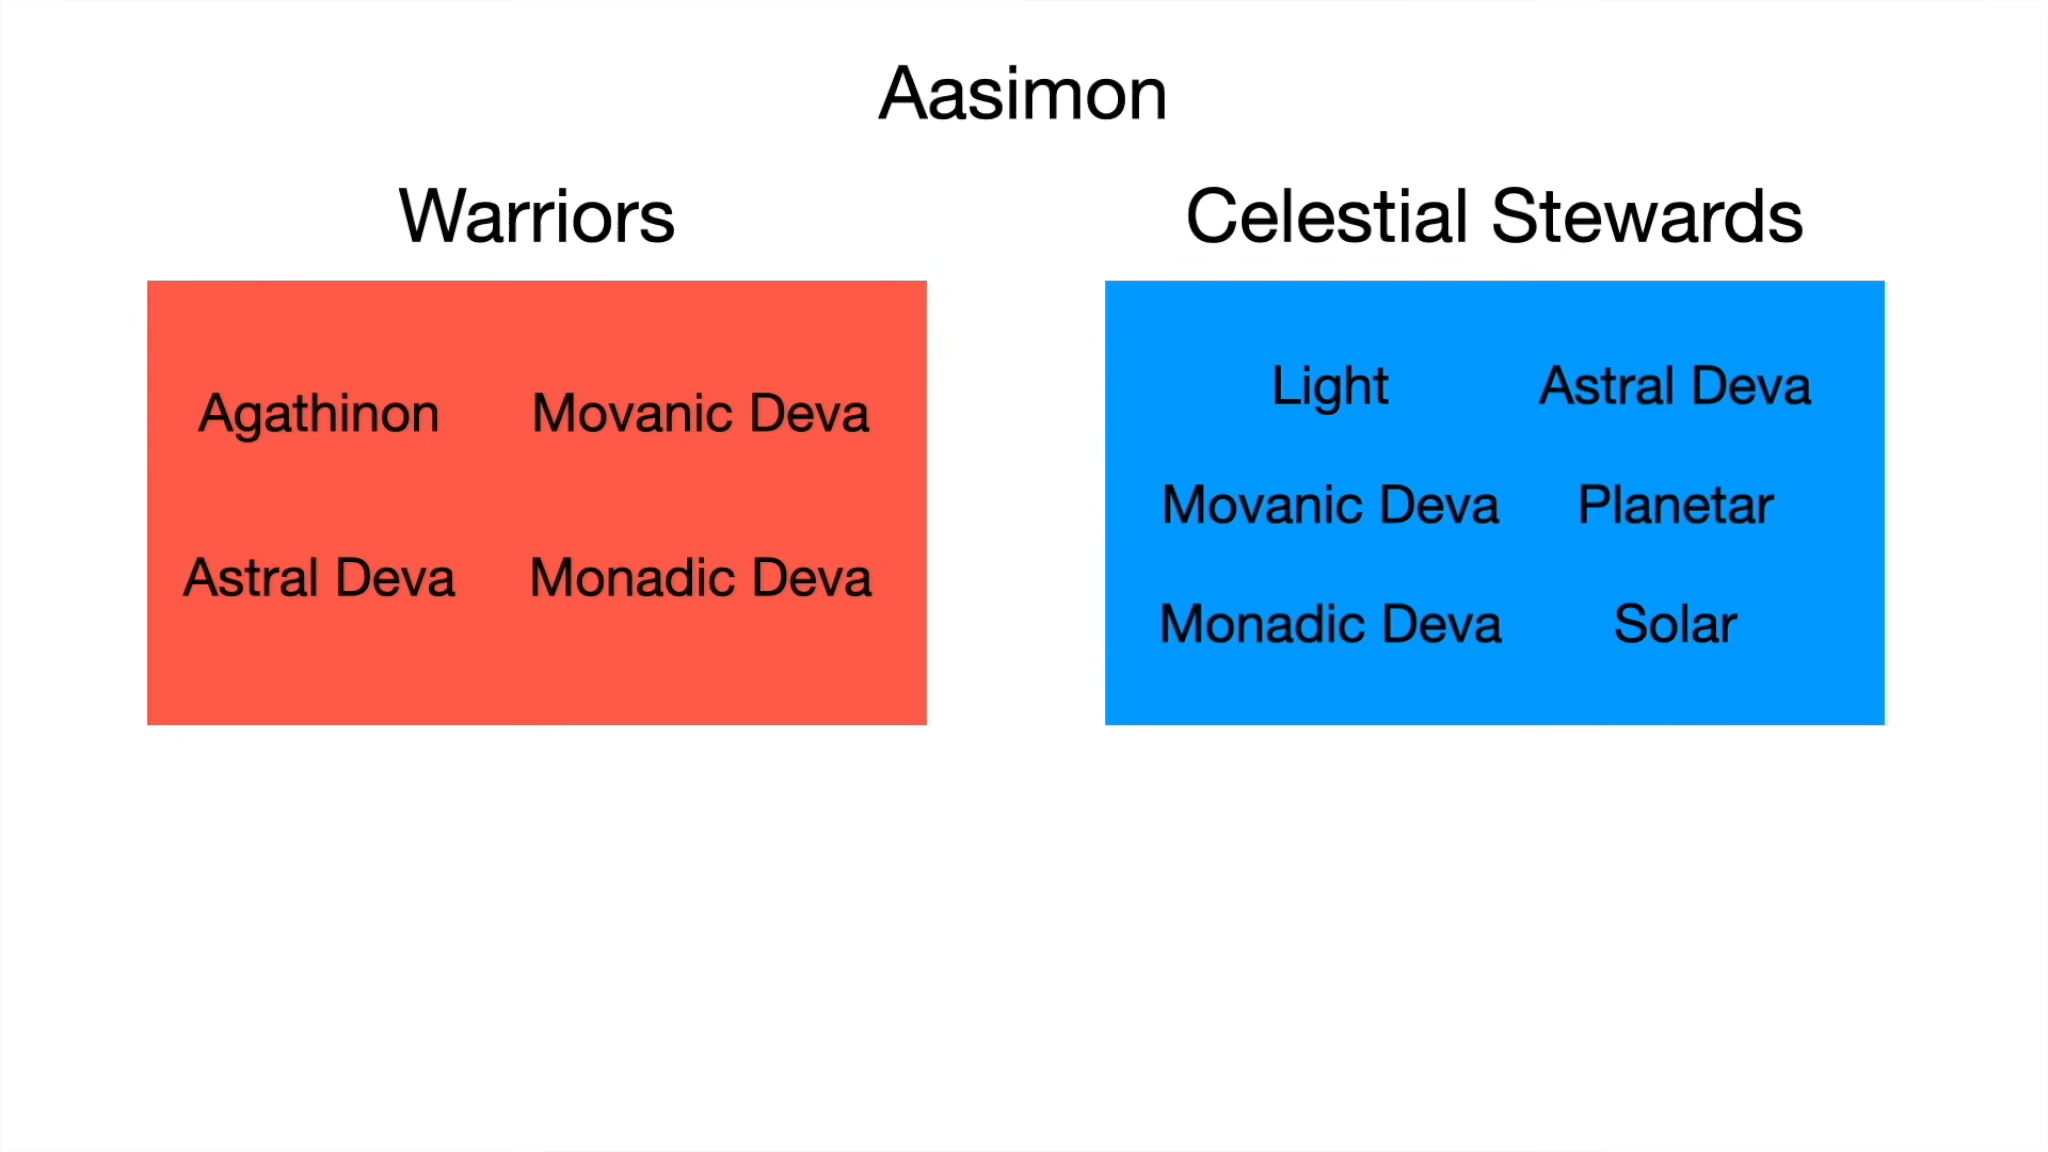 Aasimon
Warriors
Agathinon Movanic Deva
Astral Deva Monadic Deva
Celestial Stewards
Light Astral Deva
Movanic Deva Planetar
Monadic Deva Solar